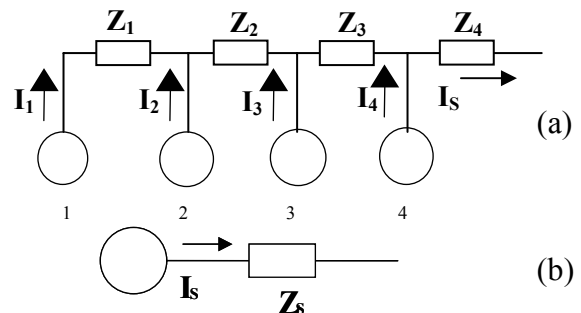 Z₁ Z₂ Z₃ Z₄
I₁ I₂ I₃ I₄ Iₛ
(a)
1 2 3 4
Iₛ Zₛ (b)